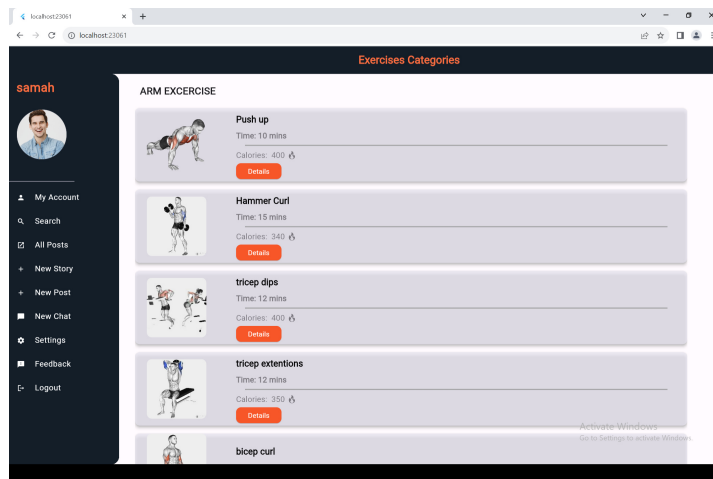 localhost:23061
localhost:23061
Exercises Categories
samah
My Account
Search
All Posts
New Story
New Post
New Chat
Settings
Feedback
Logout
ARM EXCERCISE
Push up
Time: 10 mins
Calories: 400
Details
Hammer Curl
Time: 15 mins
Calories: 340
Details
tricep dips
Time: 12 mins
Calories: 400
Details
tricep extentions
Time: 12 mins
Calories: 350
Details
bicep curl
Activate Windows
Go to Settings to activate Windows.